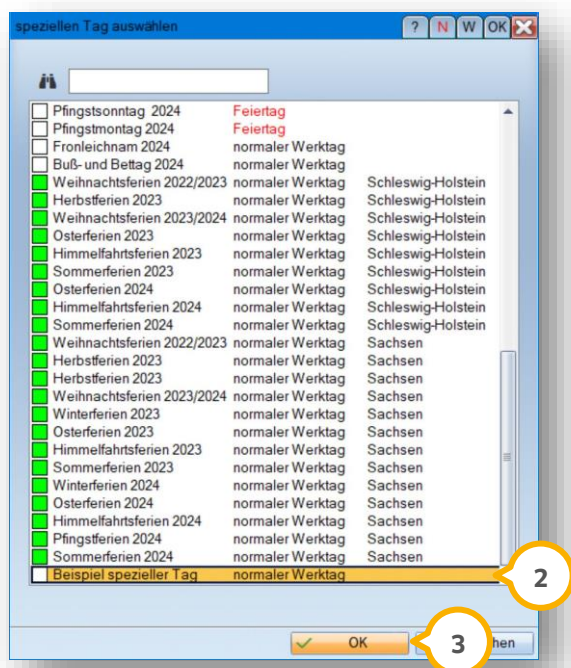 speziellen Tag auswählen ? N W OK
Pfingstsonntag 2024 Feiertag
Pfingstmontag 2024 Feiertag
Fronleichnam 2024 normaler Werktag
Buß- und Bettag 2024 normaler Werktag
Weihnachtsferien 2022/2023 normaler Werktag Schleswig-Holstein
Herbstferien 2023 normaler Werktag Schleswig-Holstein
Weihnachtsferien 2023/2024 normaler Werktag Schleswig-Holstein
Osterferien 2023 normaler Werktag Schleswig-Holstein
Himmelfahrtsferien 2023 normaler Werktag Schleswig-Holstein
Sommerferien 2023 normaler Werktag Schleswig-Holstein
Osterferien 2024 normaler Werktag Schleswig-Holstein
Himmelfahrtsferien 2024 normaler Werktag Schleswig-Holstein
Sommerferien 2024 normaler Werktag Schleswig-Holstein
Weihnachtsferien 2022/2023 normaler Werktag Sachsen
Herbstferien 2023 normaler Werktag Sachsen
Herbstferien 2023 normaler Werktag Sachsen
Weihnachtsferien 2023/2024 normaler Werktag Sachsen
Winterferien 2023 normaler Werktag Sachsen
Osterferien 2023 normaler Werktag Sachsen
Himmelfahrtsferien 2023 normaler Werktag Sachsen
Sommerferien 2023 normaler Werktag Sachsen
Winterferien 2024 normaler Werktag Sachsen
Osterferien 2024 normaler Werktag Sachsen
Himmelfahrtsferien 2024 normaler Werktag Sachsen
Pfingstferien 2024 normaler Werktag Sachsen
Sommerferien 2024 normaler Werktag Sachsen
Beispiel spezieller Tag normaler Werktag 2
OK 3 hen